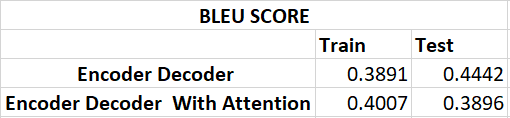 BLEU SCORE
Train Test
Encoder Decoder 0.3891 0.4442
Encoder Decoder With Attention 0.4007 0.3896